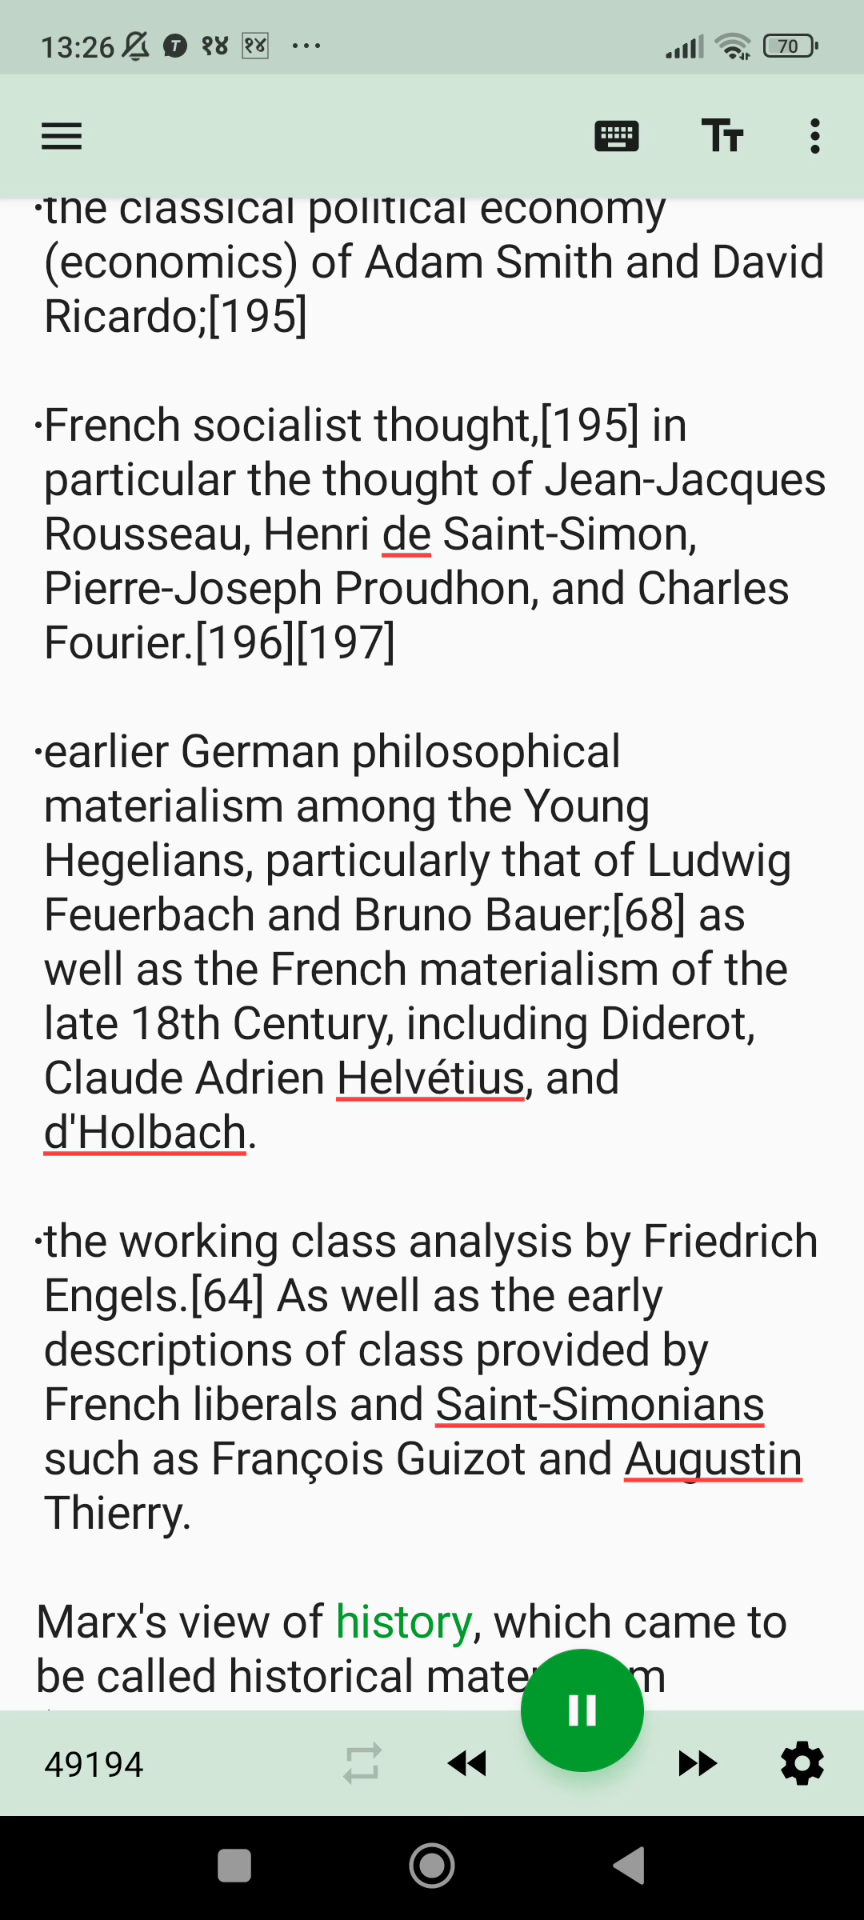 13:26 १४ १४ ... 70
·the classical political economy
(economics) of Adam Smith and David
Ricardo;[195]
·French socialist thought,[195] in
particular the thought of Jean-Jacques
Rousseau, Henri de Saint-Simon,
Pierre-Joseph Proudhon, and Charles
Fourier.[196][197]
·earlier German philosophical
materialism among the Young
Hegelians, particularly that of Ludwig
Feuerbach and Bruno Bauer;[68] as
well as the French materialism of the
late 18th Century, including Diderot,
Claude Adrien Helvétius, and
d'Holbach.
·the working class analysis by Friedrich
Engels.[64] As well as the early
descriptions of class provided by
French liberals and Saint-Simonians
such as François Guizot and Augustin
Thierry.
Marx's view of history, which came to
be called historical
49194